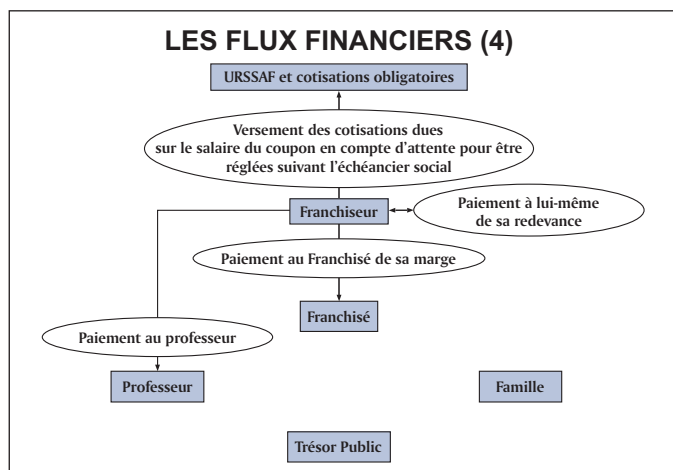 LES FLUX FINANCIERS (4)
URSSAF et cotisations obligatoires
Versement des cotisations dues
sur le salaire du coupon en compte d'attente pour être
réglées suivant l'échéancier social
Franchiseur
Paiement à lui-même
de sa redevance
Paiement au Franchisé de sa marge
Franchisé
Paiement au professeur
Professeur
Famille
Trésor Public